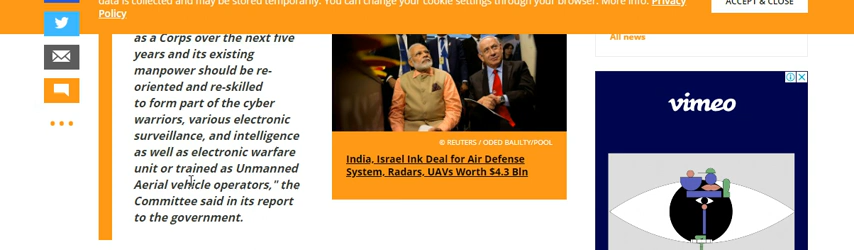 data is collected and may be stored temporarily. You can change your cookie settings through your browser. More info: Privacy
Policy
ACCEPT & CLOSE
as a Corps over the next five
years and its existing
manpower should be re-
oriented and re-skilled
to form part of the cyber
warriors, various electronic
surveillance, and intelligence
as well as electronic warfare
unit or trained as Unmanned
Aerial vehicle operators," the
Committee said in its report
to the government.
© REUTERS / ODED BALILTY/POOL
India, Israel Ink Deal for Air Defense
System, Radars, UAVs Worth $4.3 Bln
All news
vimeo